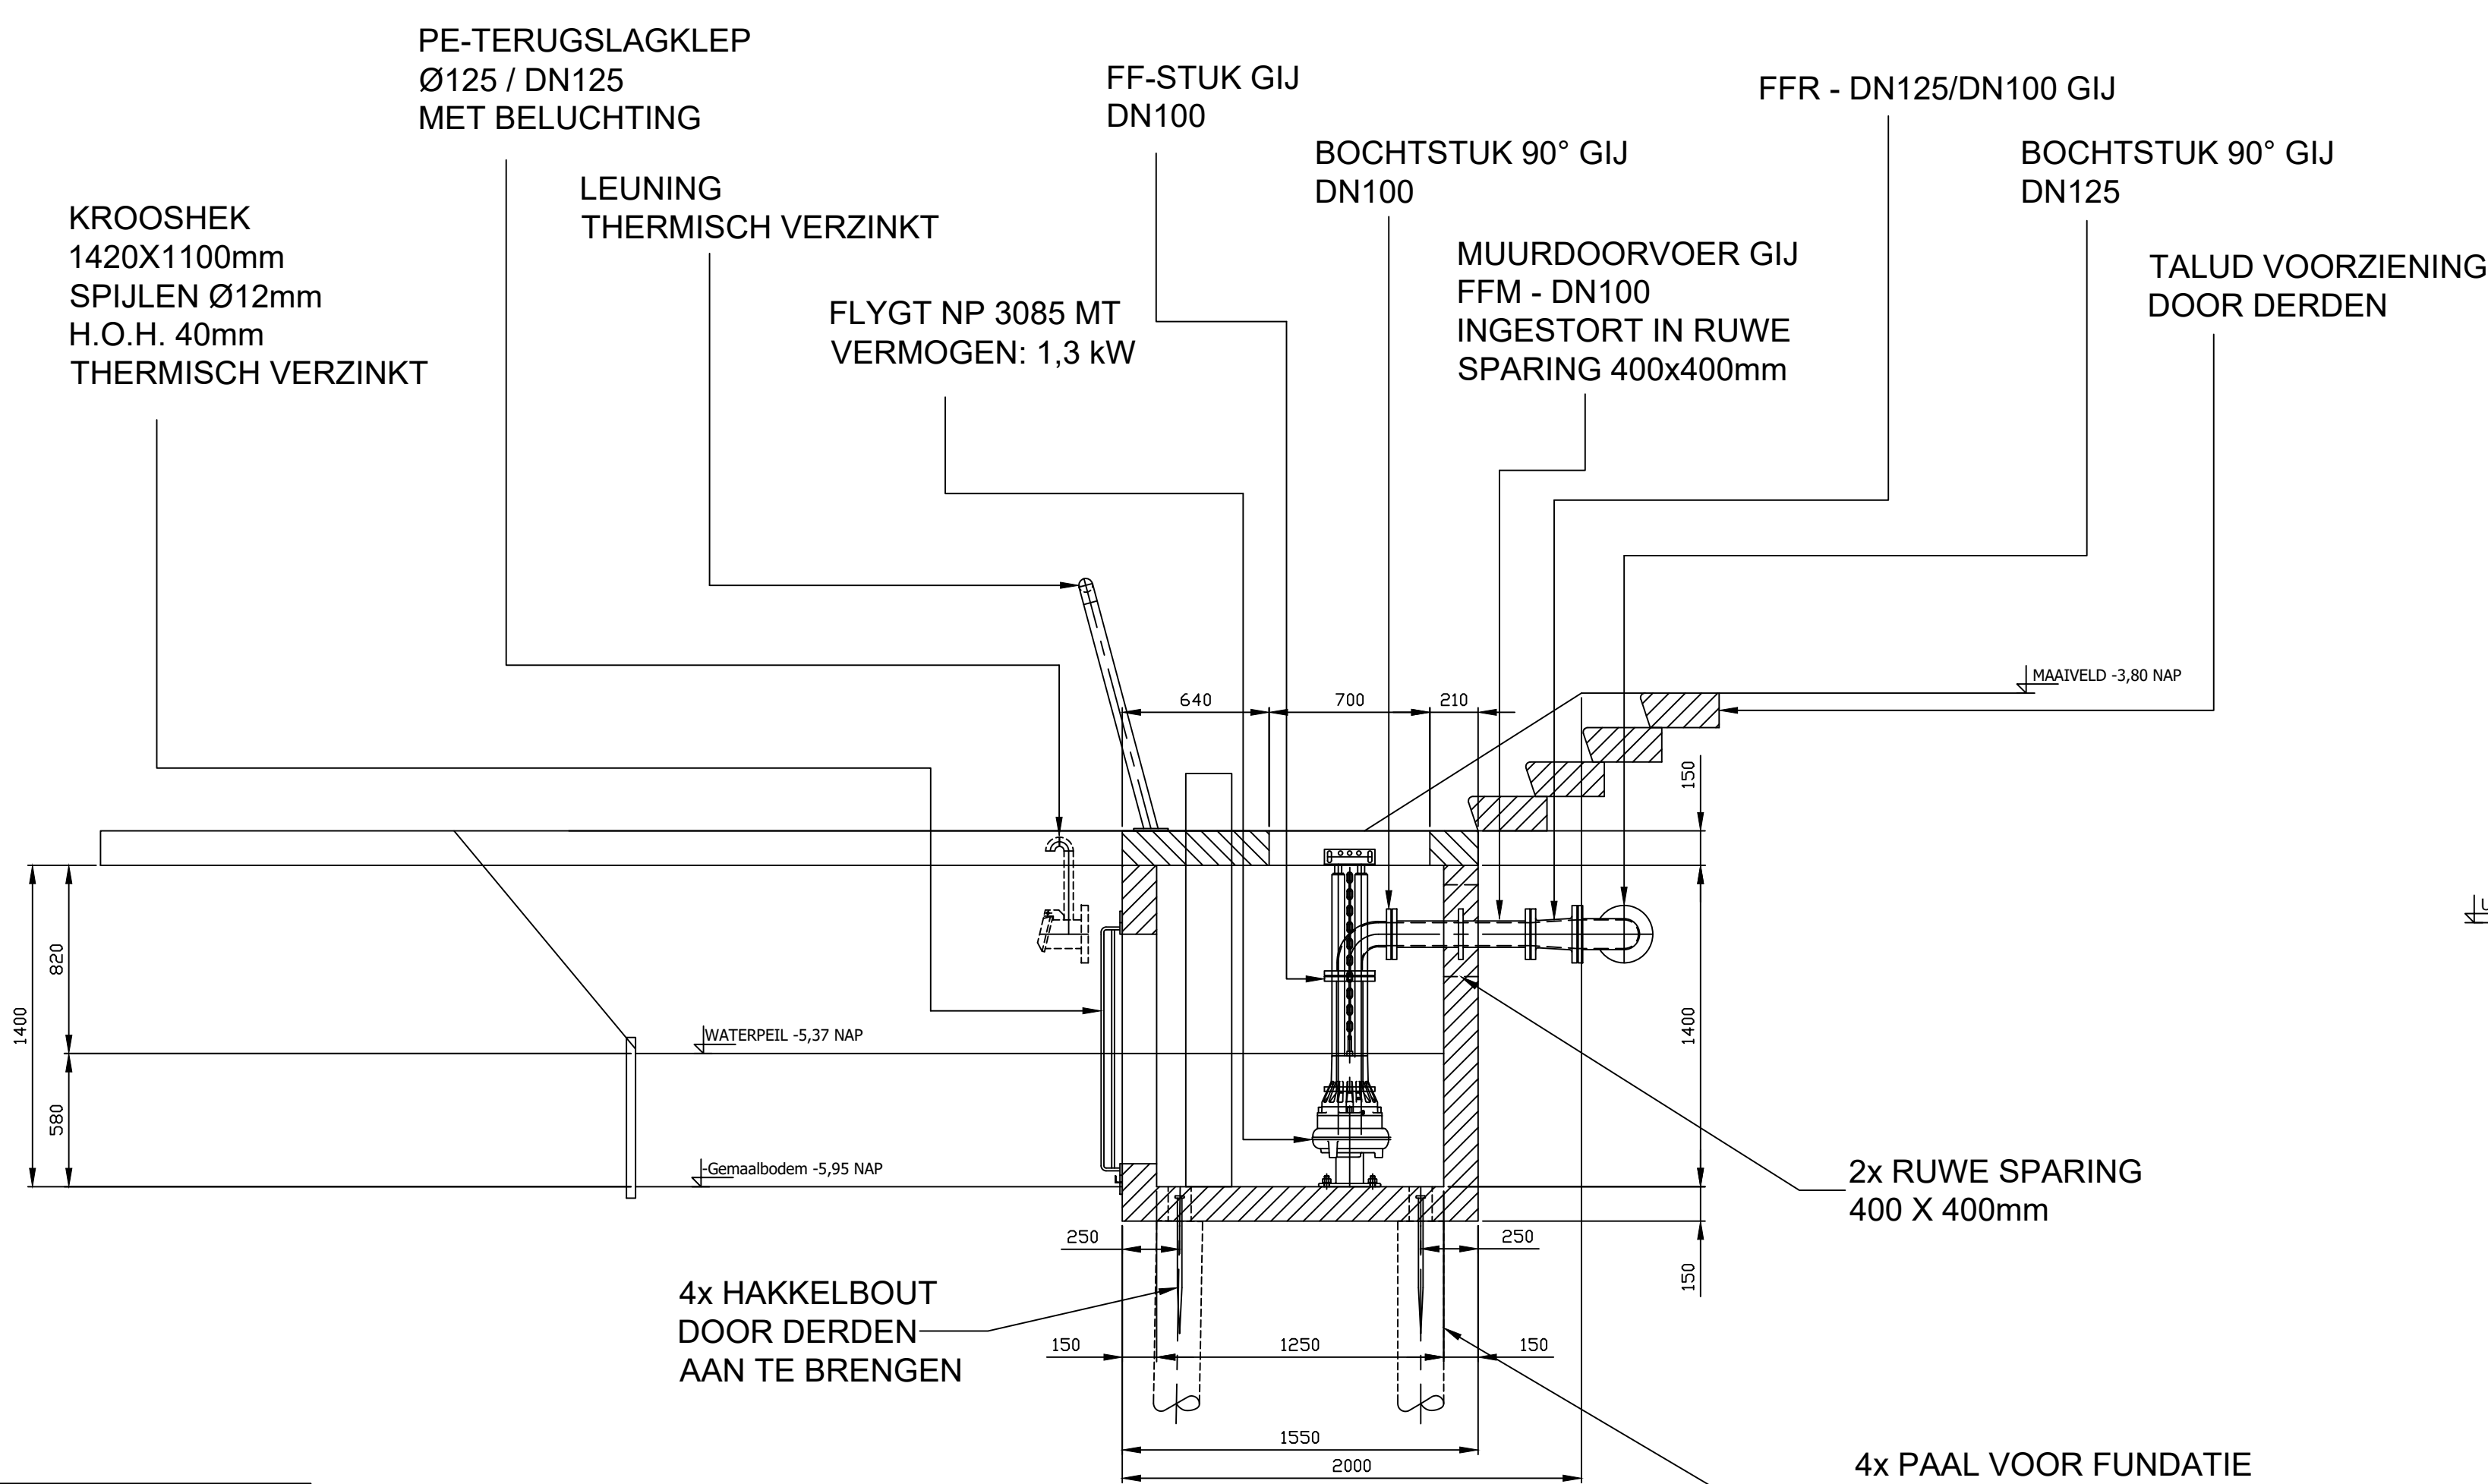 PE-TERUGSLAGKLEP
Ø125 / DN125
MET BELUCHTING
FF-STUK GIJ
DN100
FFR - DN125/DN100 GIJ
BOCHTSTUK 90° GIJ
DN100
BOCHTSTUK 90° GIJ
DN125
LEUNING
THERMISCH VERZINKT
KROOSHEK
1420X1100mm
SPIJLEN Ø12mm
H.O.H. 40mm
THERMISCH VERZINKT
FLYGT NP 3085 MT
VERMOGEN: 1,3 kW
MUURDOORVOER GIJ
FFM - DN100
INGESTORT IN RUWE
SPARING 400x400mm
TALUD VOORZIENING
DOOR DERDEN
MAAIVELD -3,80 NAP
640
700
210
150
820
1400
580
1400
WATERPEIL -5,37 NAP
-Gemaalbodem -5,95 NAP
2x RUWE SPARING
400 X 400mm
250
250
150
4x HAKKELBOUT
DOOR DERDEN
AAN TE BRENGEN
150
1250
150
1550
2000
4x PAAL VOOR FUNDATIE